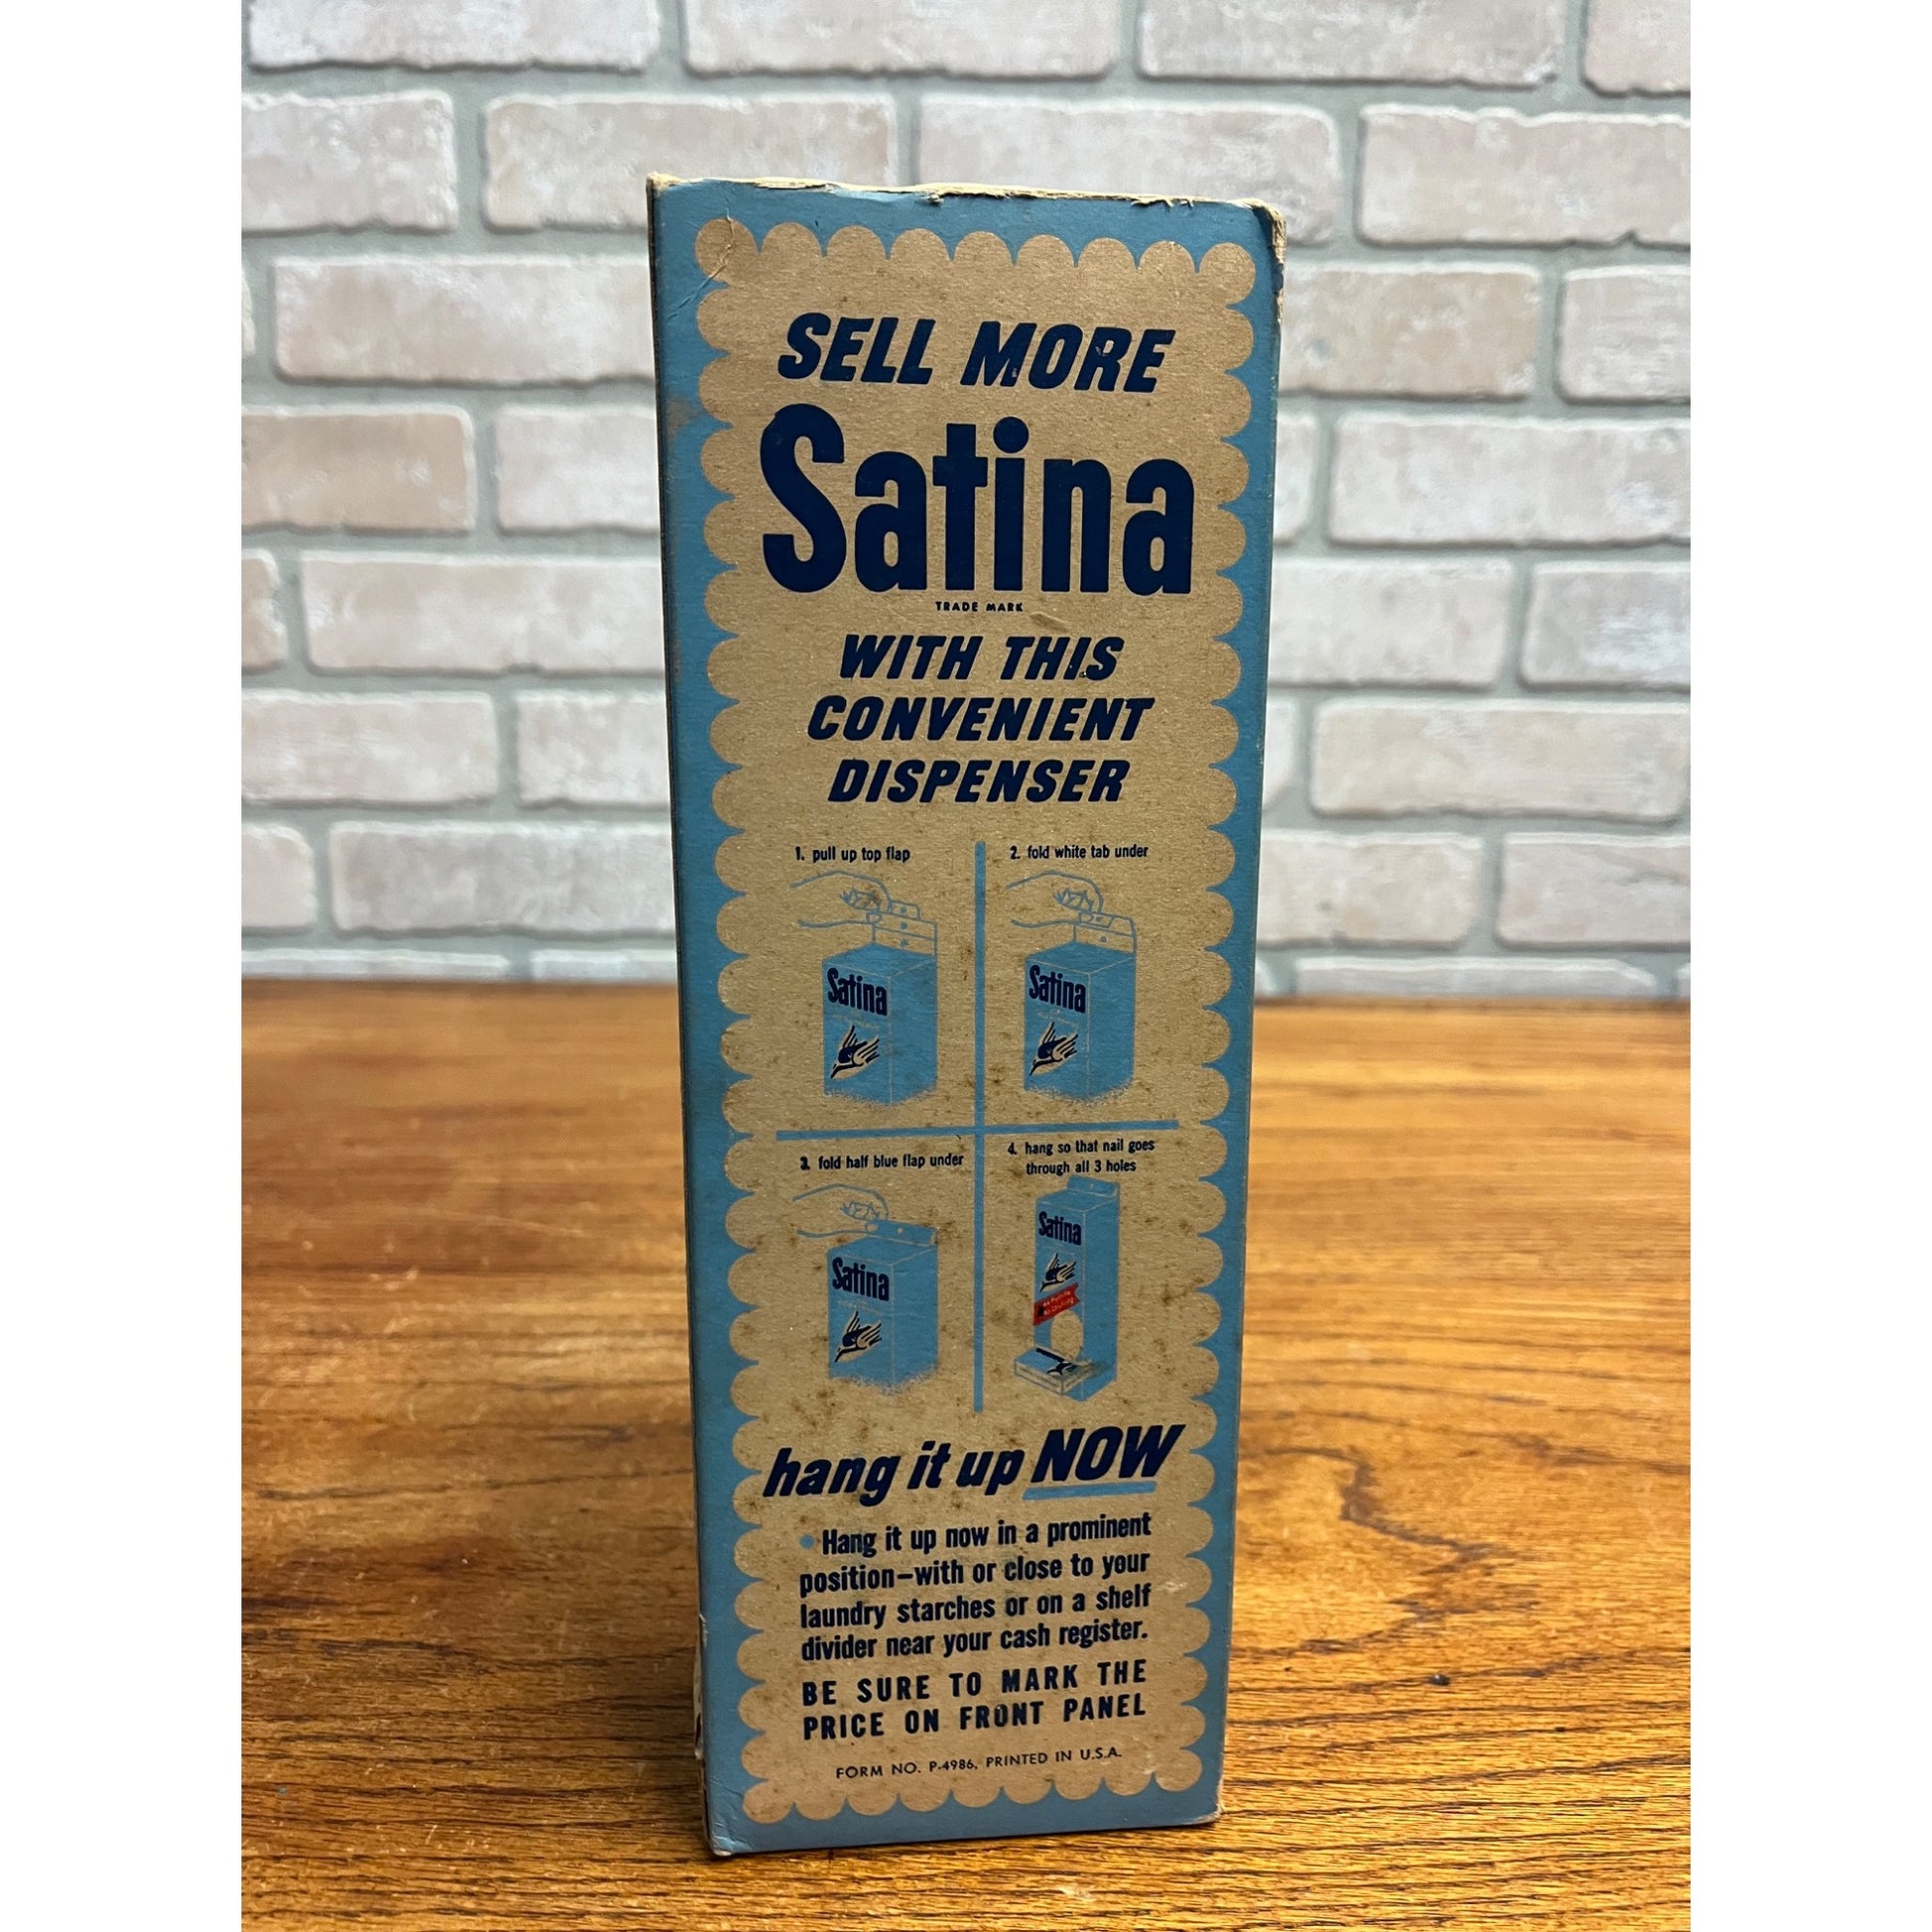 SELL MORE
Satina
TRADE MARK
WITH THIS
CONVENIENT
DISPENSER
1. pull up top flap
2. fold white tab under
Satina
Satina
3. fold half blue flap under
4. hang so that nail goes
through all 3 holes
Satina
Satina
hang it up NOW
• Hang it up now in a prominent
position—with or close to your
laundry starches or on a shelf
divider near your cash register.
BE SURE TO MARK THE
PRICE ON FRONT PANEL
FORM NO. P-4986, PRINTED IN U.S.A.